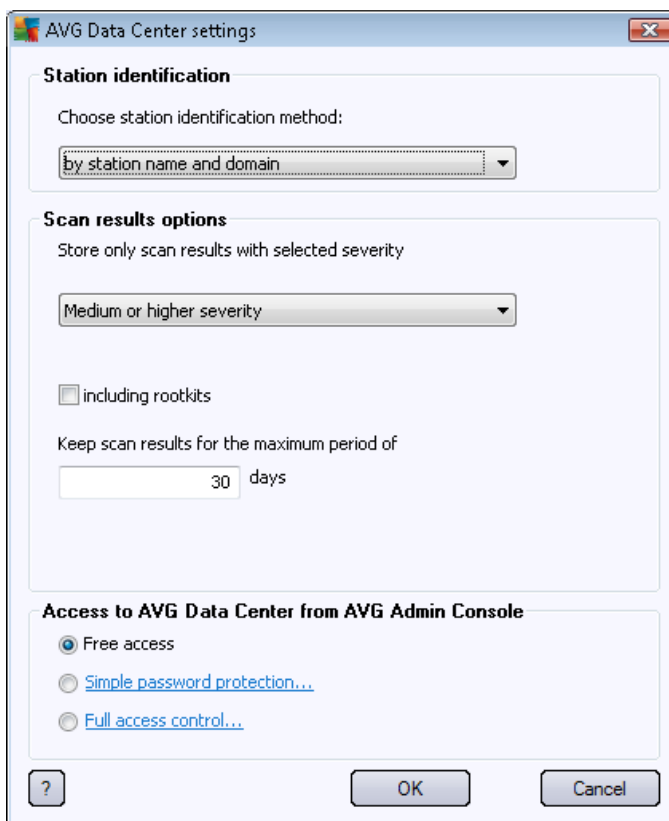 AVG Data Center settings
Station identification
Choose station identification method:
by station name and domain
Scan results options
Store only scan results with selected severity
Medium or higher severity
including rootkits
Keep scan results for the maximum period of
30 days
Access to AVG Data Center from AVG Admin Console
Free access
Simple password protection...
Full access control...
? OK Cancel